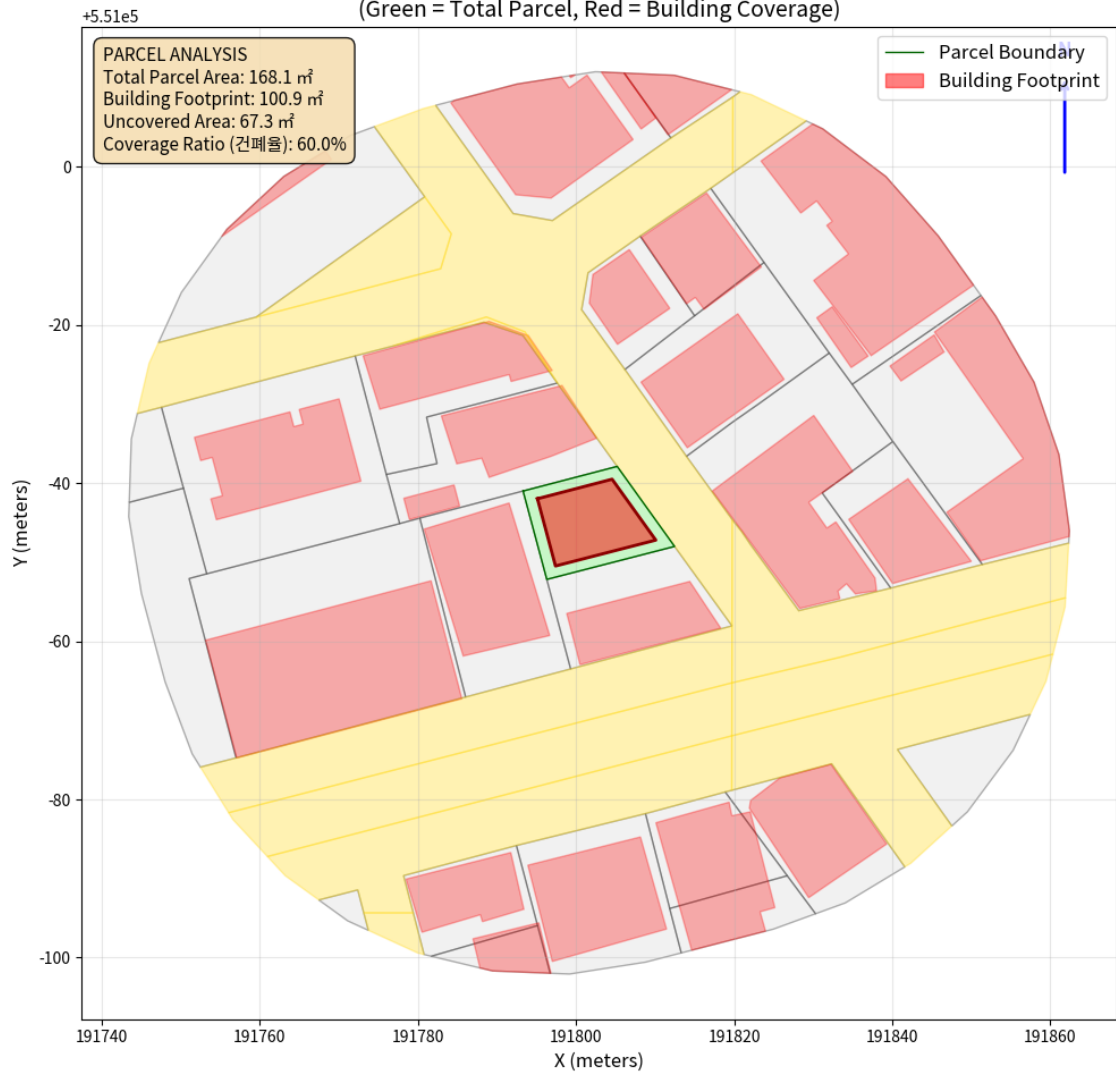 (Green = Total Parcel, Red = Building Coverage)
+5.51e5
PARCEL ANALYSIS
Total Parcel Area: 168.1 ㎡
Building Footprint: 100.9 ㎡
Uncovered Area: 67.3 ㎡
Coverage Ratio (건폐율): 60.0%
Parcel Boundary
Building Footprint
N
0
-20
-40
-60
-80
-100
Y (meters)
191740 191760 191780 191800 191820 191840 191860
X (meters)